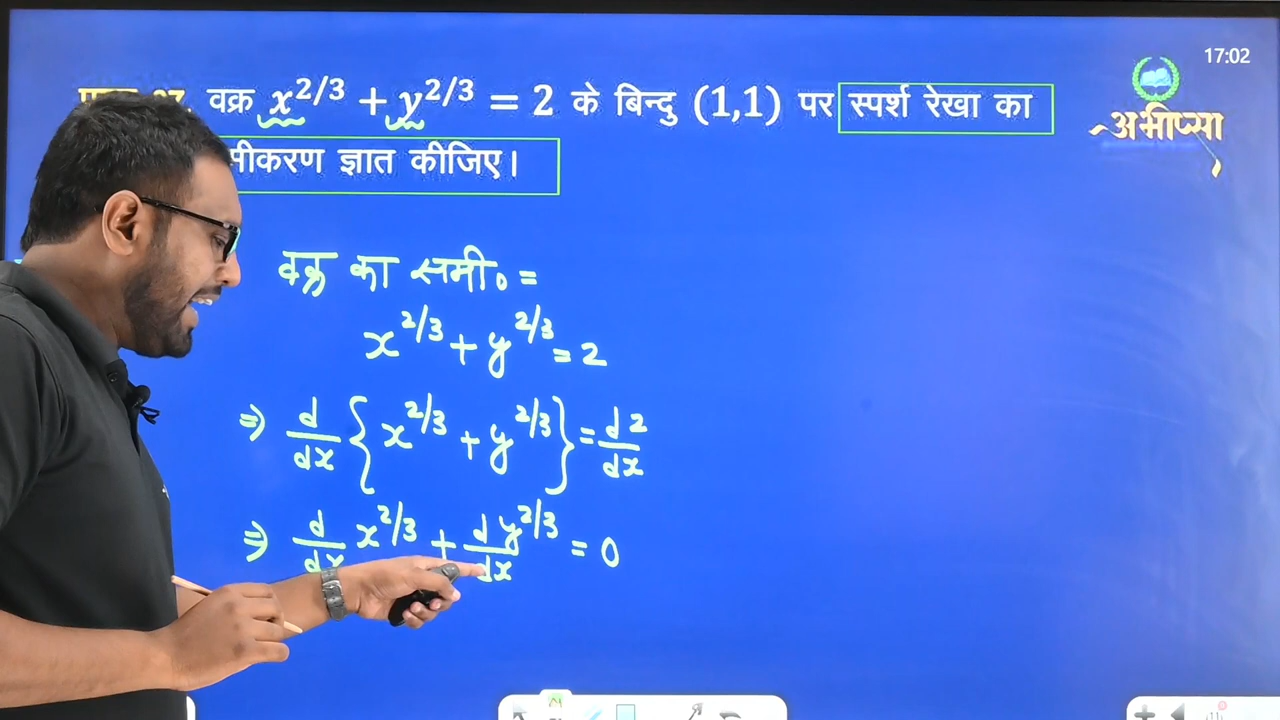 17:02
वक्र x^{2/3} + y^{2/3} = 2 के बिन्दु (1,1) पर स्पर्श रेखा का
अभीप्सा
मीकरण ज्ञात कीजिए।
वक्र का समी० =
x^{2/3} + y^{2/3} = 2
⇒ d/dx {x^{2/3} + y^{2/3}} = d2/dx
⇒ d/dx x^{2/3} + dy^{2/3}/dx = 0